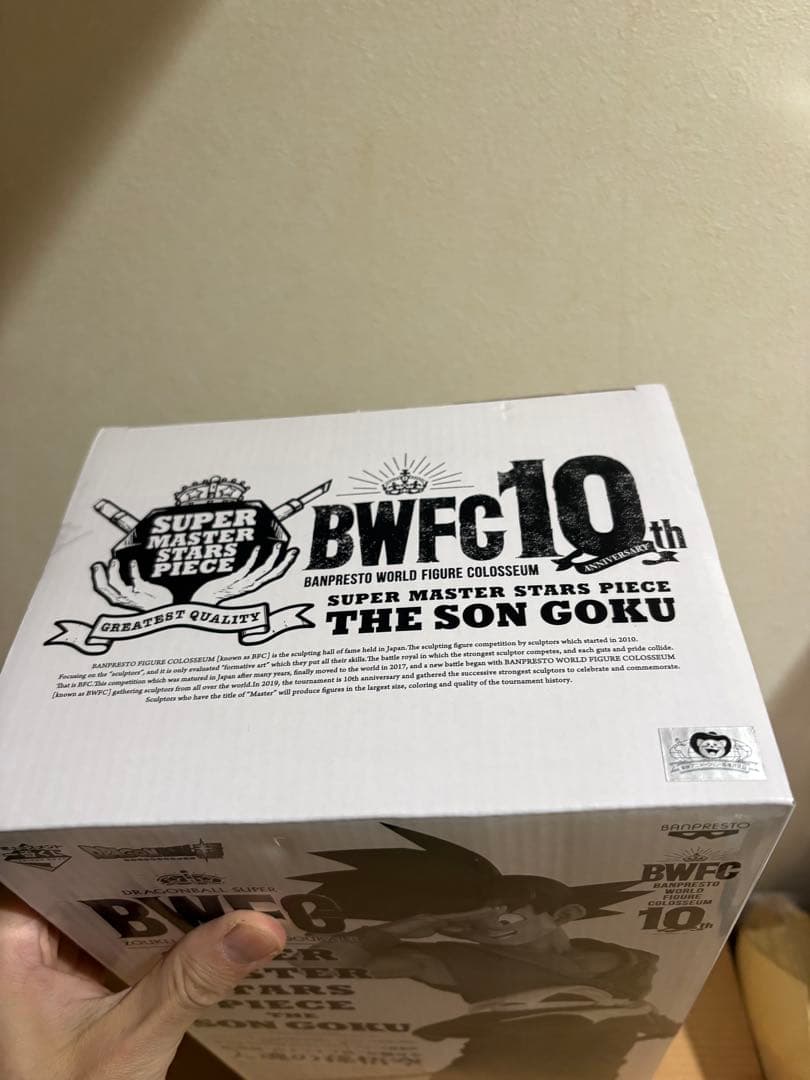 SUPER
MASTER
STARS
PIECE
GREATEST QUALITY
BWFC 10th
ANNIVERSARY
BANPRESTO WORLD FIGURE COLOSSEUM
SUPER MASTER STARS PIECE
THE SON GOKU
BANPRESTO FIGURE COLOSSEUM [known as BFC] is the sculpting hall of fame held in Japan.The sculpting figure competition by sculptors which started in 2010.
Focusing on the "sculptors", and it is only evaluated "formative art" which they put all their skills.The battle royal in which the strongest sculptor competes, and each guts and pride collide.
That is BFC.This competition which was matured in Japan after many years, finally moved to the world in 2017, and a new battle began with BANPRESTO WORLD FIGURE COLOSSEUM
[known as BWFC] gathering sculptors from all over the world.In 2019, the tournament is 10th anniversary and gathered the successive strongest sculptors to celebrate and commemorate.
Sculptors who have the title of "Master" will produce figures in the largest size, coloring and quality of the tournament history.
BANPRESTO
DRAGONBALL SUPER
BWFC
BWFC
BANPRESTO
WORLD
FIGURE
COLOSSEUM
10th
STARS
PIECE
THE
SON GOKU